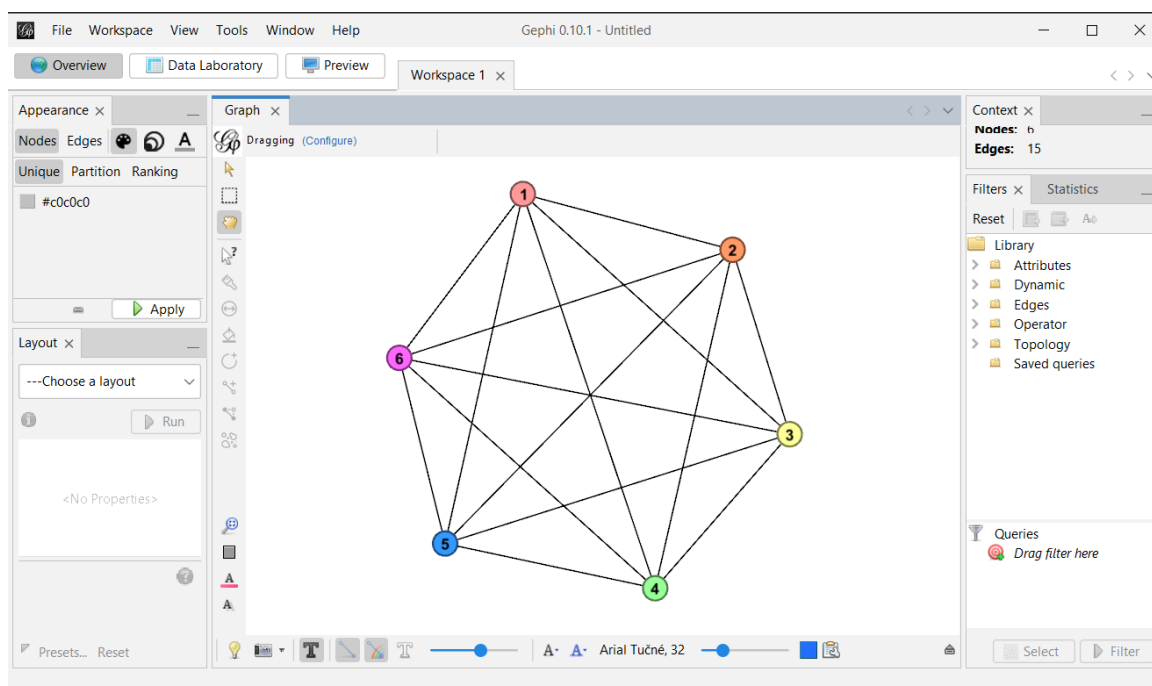 File Workspace View Tools Window Help Gephi 0.10.1 - Untitled
Overview Data Laboratory Preview Workspace 1
Appearance
Nodes Edges A
Unique Partition Ranking
#c0c0c0
Apply
Layout
---Choose a layout
Run
<No Properties>
Presets... Reset
Graph
Dragging (Configure)
1
2
6
3
5
4
T T A A Arial Tučné, 32
Context
Nodes: 6
Edges: 15
Filters Statistics
Reset
Library
Attributes
Dynamic
Edges
Operator
Topology
Saved queries
Queries
Drag filter here
Select Filter